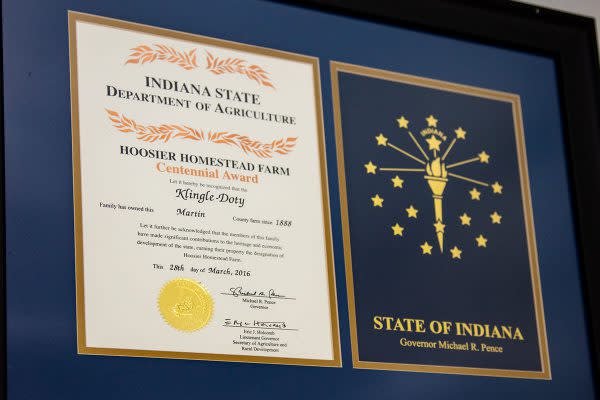 INDIANA STATE
DEPARTMENT OF AGRICULTURE
HOOSIER HOMESTEAD FARM
Centennial Award
Let it hereby be recognized that the
Klingle-Doty
Family has owned this Martin County farm since 1888
Let it further be acknowledged that the members of this family
have made significant contributions to the heritage and economic
development of the state, earning their property the designation of
Hoosier Homestead Farm.
This 28th day of March, 2016
Michael R. Pence
Governor
Eric J. Holcomb
Lieutenant Governor
Secretary of Agriculture and
Rural Development
INDIANA
STATE OF INDIANA
Governor Michael R. Pence